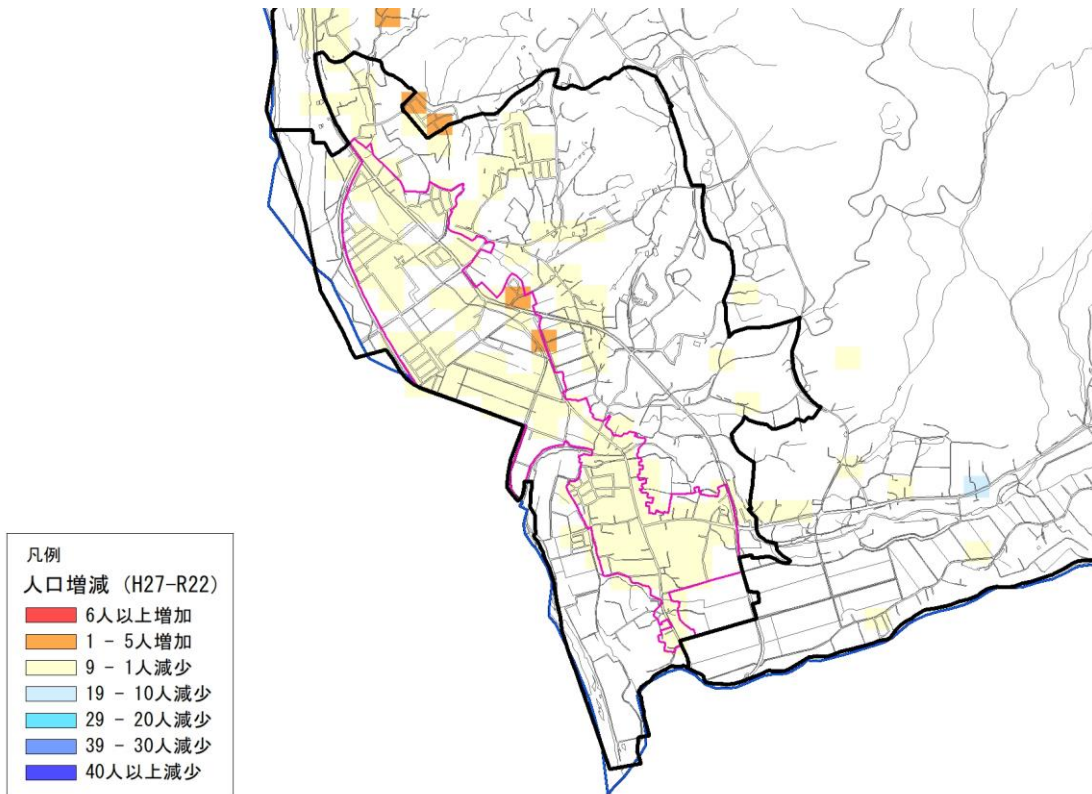 凡例
人口増減（H27-R22）
6人以上増加
1 - 5人増加
9 - 1人減少
19 - 10人減少
29 - 20人減少
39 - 30人減少
40人以上減少